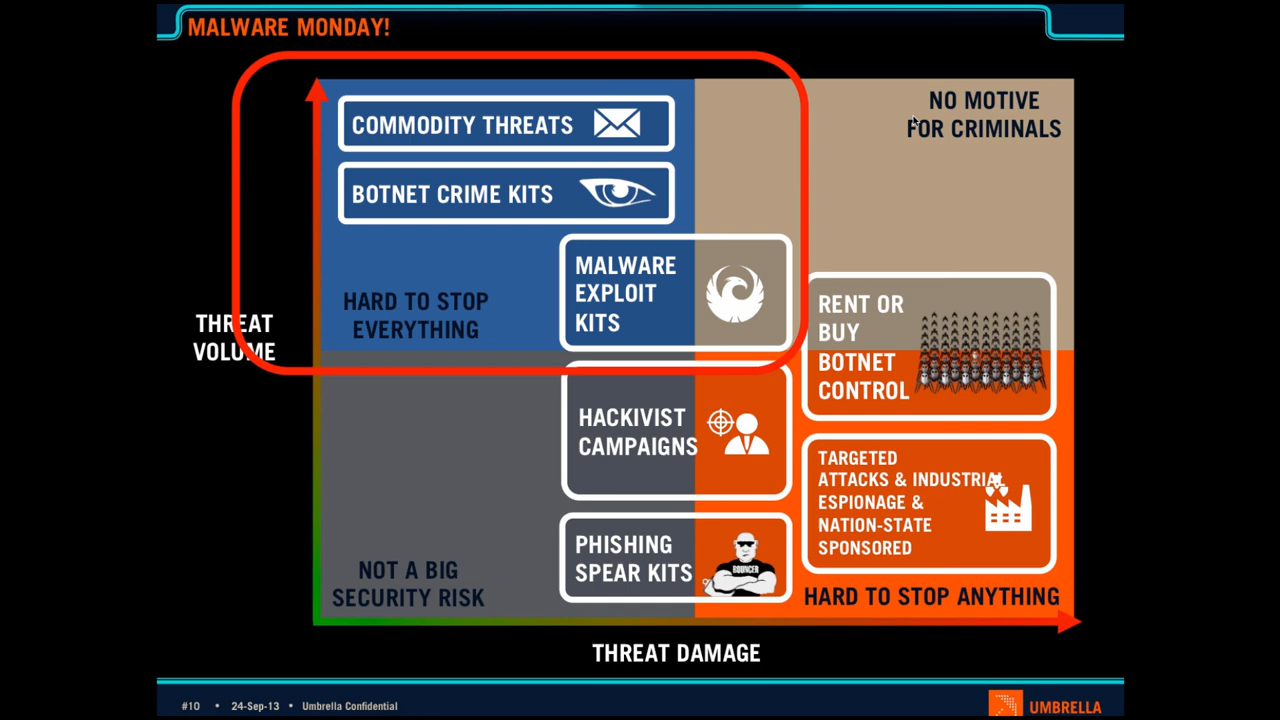 MALWARE MONDAY!
NO MOTIVE
FOR CRIMINALS
COMMODITY THREATS
BOTNET CRIME KITS
MALWARE
EXPLOIT
KITS
HARD TO STOP
EVERYTHING
THREAT
VOLUME
RENT OR
BUY
BOTNET
CONTROL
HACKIVIST
CAMPAIGNS
TARGETED
ATTACKS & INDUSTRIAL
ESPIONAGE &
NATION-STATE
SPONSORED
PHISHING
SPEAR KITS
BOUNCER
NOT A BIG
SECURITY RISK
HARD TO STOP ANYTHING
THREAT DAMAGE
#10 • 24-Sep-13 • Umbrella Confidential
UMBRELLA